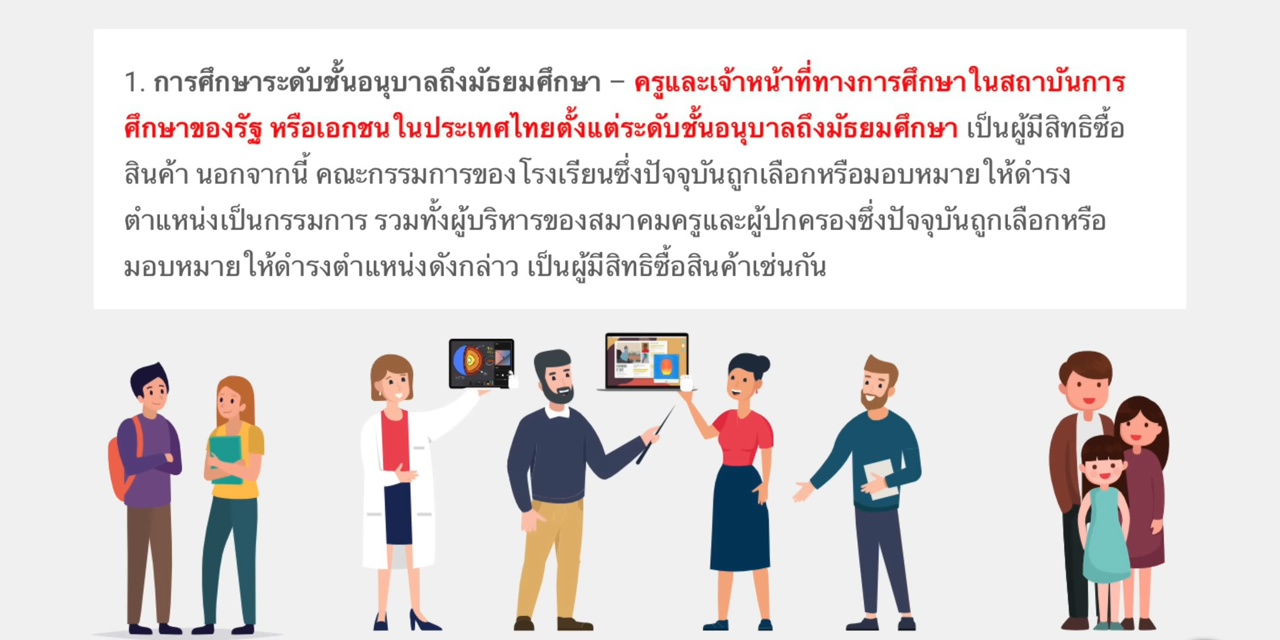 1. การศึกษาระดับชั้นอนุบาลถึงมัธยมศึกษา – ครูและเจ้าหน้าที่ทางการศึกษาในสถาบันการ
ศึกษาของรัฐ หรือเอกชนในประเทศไทยตั้งแต่ระดับชั้นอนุบาลถึงมัธยมศึกษา เป็นผู้มีสิทธิซื้อ
สินค้า นอกจากนี้ คณะกรรมการของโรงเรียนซึ่งปัจจุบันถูกเลือกหรือมอบหมายให้ดำรง
ตำแหน่งเป็นกรรมการ รวมทั้งผู้บริหารของสมาคมครูและผู้ปกครองซึ่งปัจจุบันถูกเลือกหรือ
มอบหมายให้ดำรงตำแหน่งดังกล่าว เป็นผู้มีสิทธิซื้อสินค้าเช่นกัน